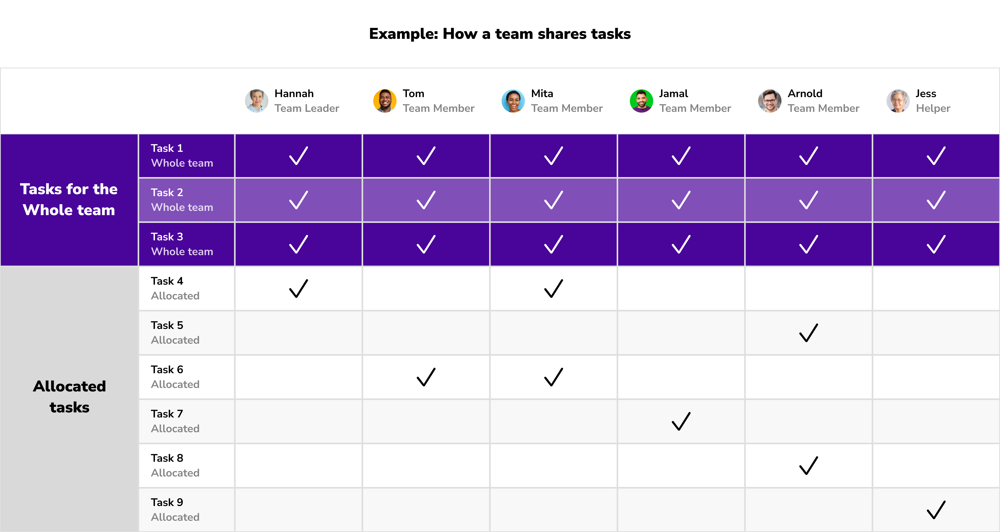 Example: How a team shares tasks
Hannah
Team Leader
Tom
Team Member
Mita
Team Member
Jamal
Team Member
Arnold
Team Member
Jess
Helper
Tasks for the
Whole team
Task 1
Whole team
Task 2
Whole team
Task 3
Whole team
Allocated
tasks
Task 4
Allocated
Task 5
Allocated
Task 6
Allocated
Task 7
Allocated
Task 8
Allocated
Task 9
Allocated